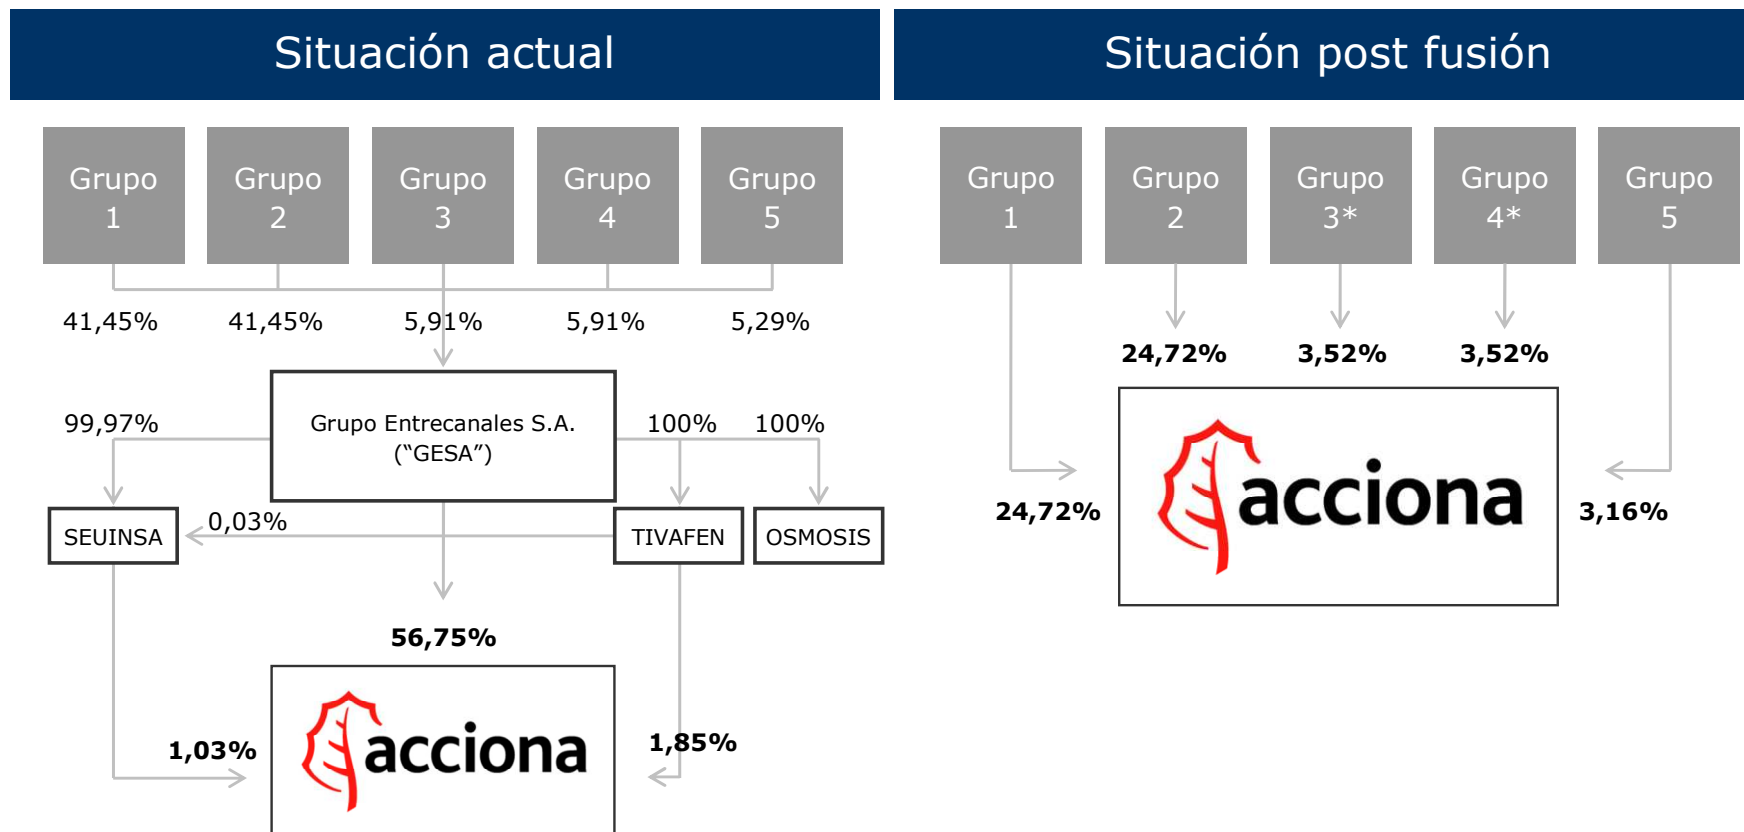 Situación actual
Grupo
1
Grupo
2
Grupo
3
Grupo
4
Grupo
5
41,45%
41,45%
5,91%
5,91%
5,29%
Grupo Entrecanales S.A.
(“GESA”)
99,97%
100%
100%
SEUINSA
0,03%
TIVAFEN
OSMOSIS
56,75%
1,03%
acciona
1,85%
Situación post fusión
Grupo
1
Grupo
2
Grupo
3*
Grupo
4*
Grupo
5
24,72%
3,52%
3,52%
24,72%
acciona
3,16%